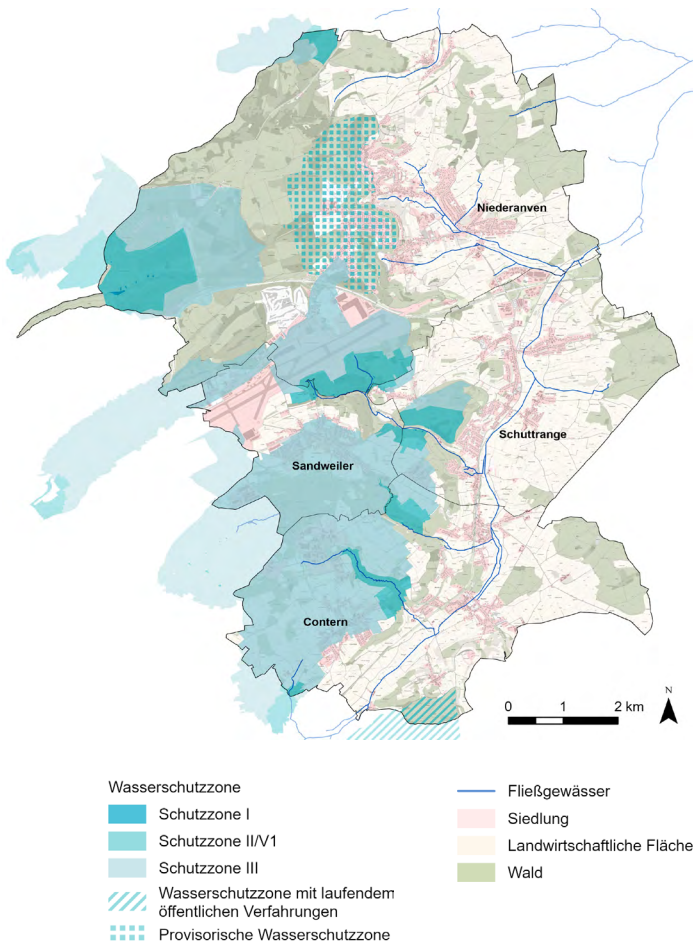 Niederanven
Schuttrange
Sandweiler
Contern
N
0 1 2 km
Wasserschutzzone
Schutzzone I
Schutzzone II/V1
Schutzzone III
Wasserschutzzone mit laufendem
öffentlichen Verfahrungen
Provisorische Wasserschutzzone
Fließgewässer
Siedlung
Landwirtschaftliche Fläche
Wald